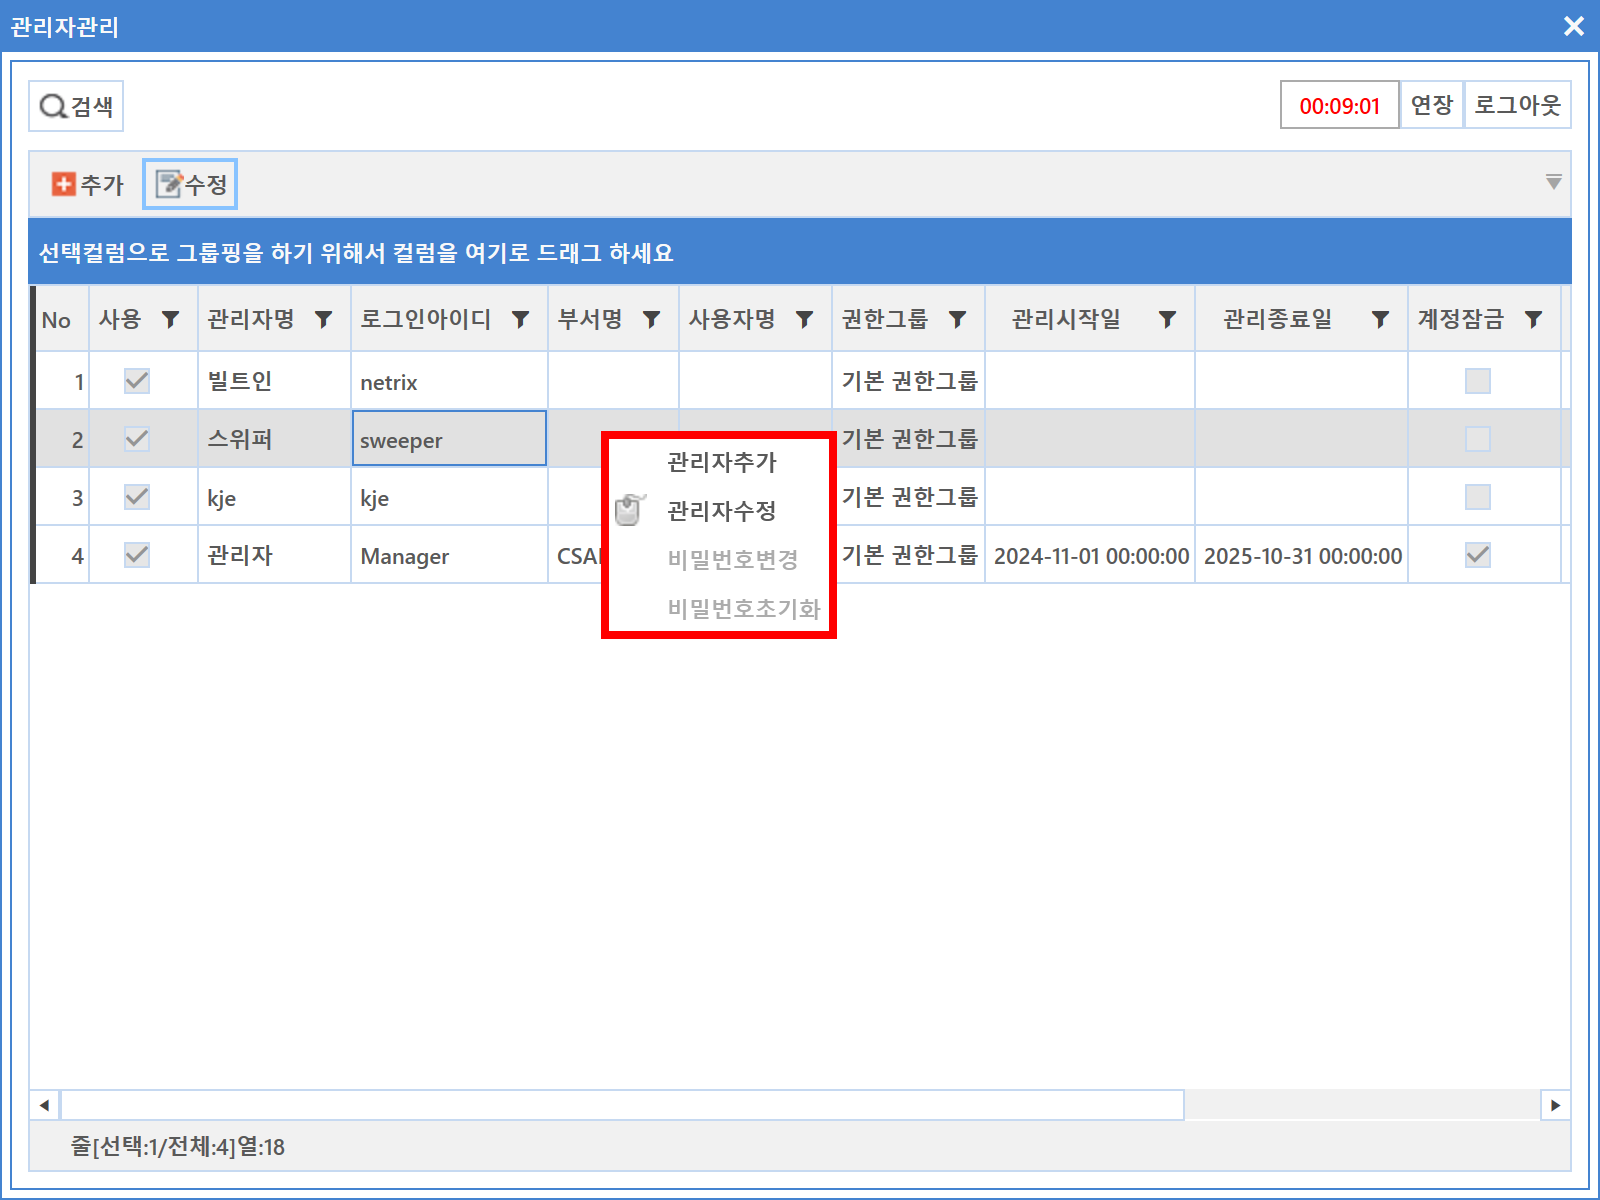 관리자관리
검색
00:09:01 연장 로그아웃
추가 수정
선택컬럼으로 그룹핑을 하기 위해서 컬럼을 여기로 드래그 하세요
No 사용 관리자명 로그인아이디 부서명 사용자명 권한그룹 관리시작일 관리종료일 계정잠금
1 빌트인 netrix 기본 권한그룹
2 스위퍼 sweeper 기본 권한그룹
3 kje kje 기본 권한그룹
4 관리자 Manager 기본 권한그룹 2024-11-01 00:00:00 2025-10-31 00:00:00
관리자추가
관리자수정
비밀번호변경
비밀번호초기화
줄[선택:1/전체:4]열:18